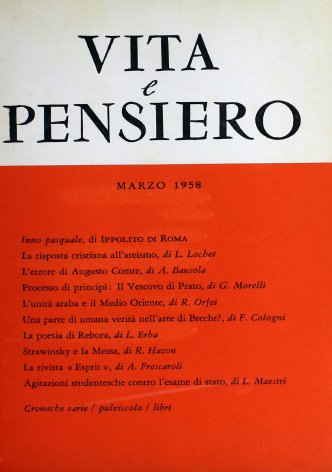 VITA
e
PENSIERO
MARZO 1958
Inno pasquale, di IPPOLITO DI ROMA
La risposta cristiana all'ateismo, di L. Lochet
L'errore di Augusto Comte, di A. Bausola
Processo di principî: Il Vescovo di Prato, di G. Morelli
L'unità araba e il Medio Oriente, di R. Orfei
Una parte di umana verità nell'arte di Brecht?, di F. Cologni
La poesia di Rebora, di L. Erba
Strawinsky e la Messa, di R. Hazon
La rivista « Esprit », di A. Frescaroli
Agitazioni studentesche contro l'esame di stato, di L. Maestri
Cronache varie / pulviscolo / libri